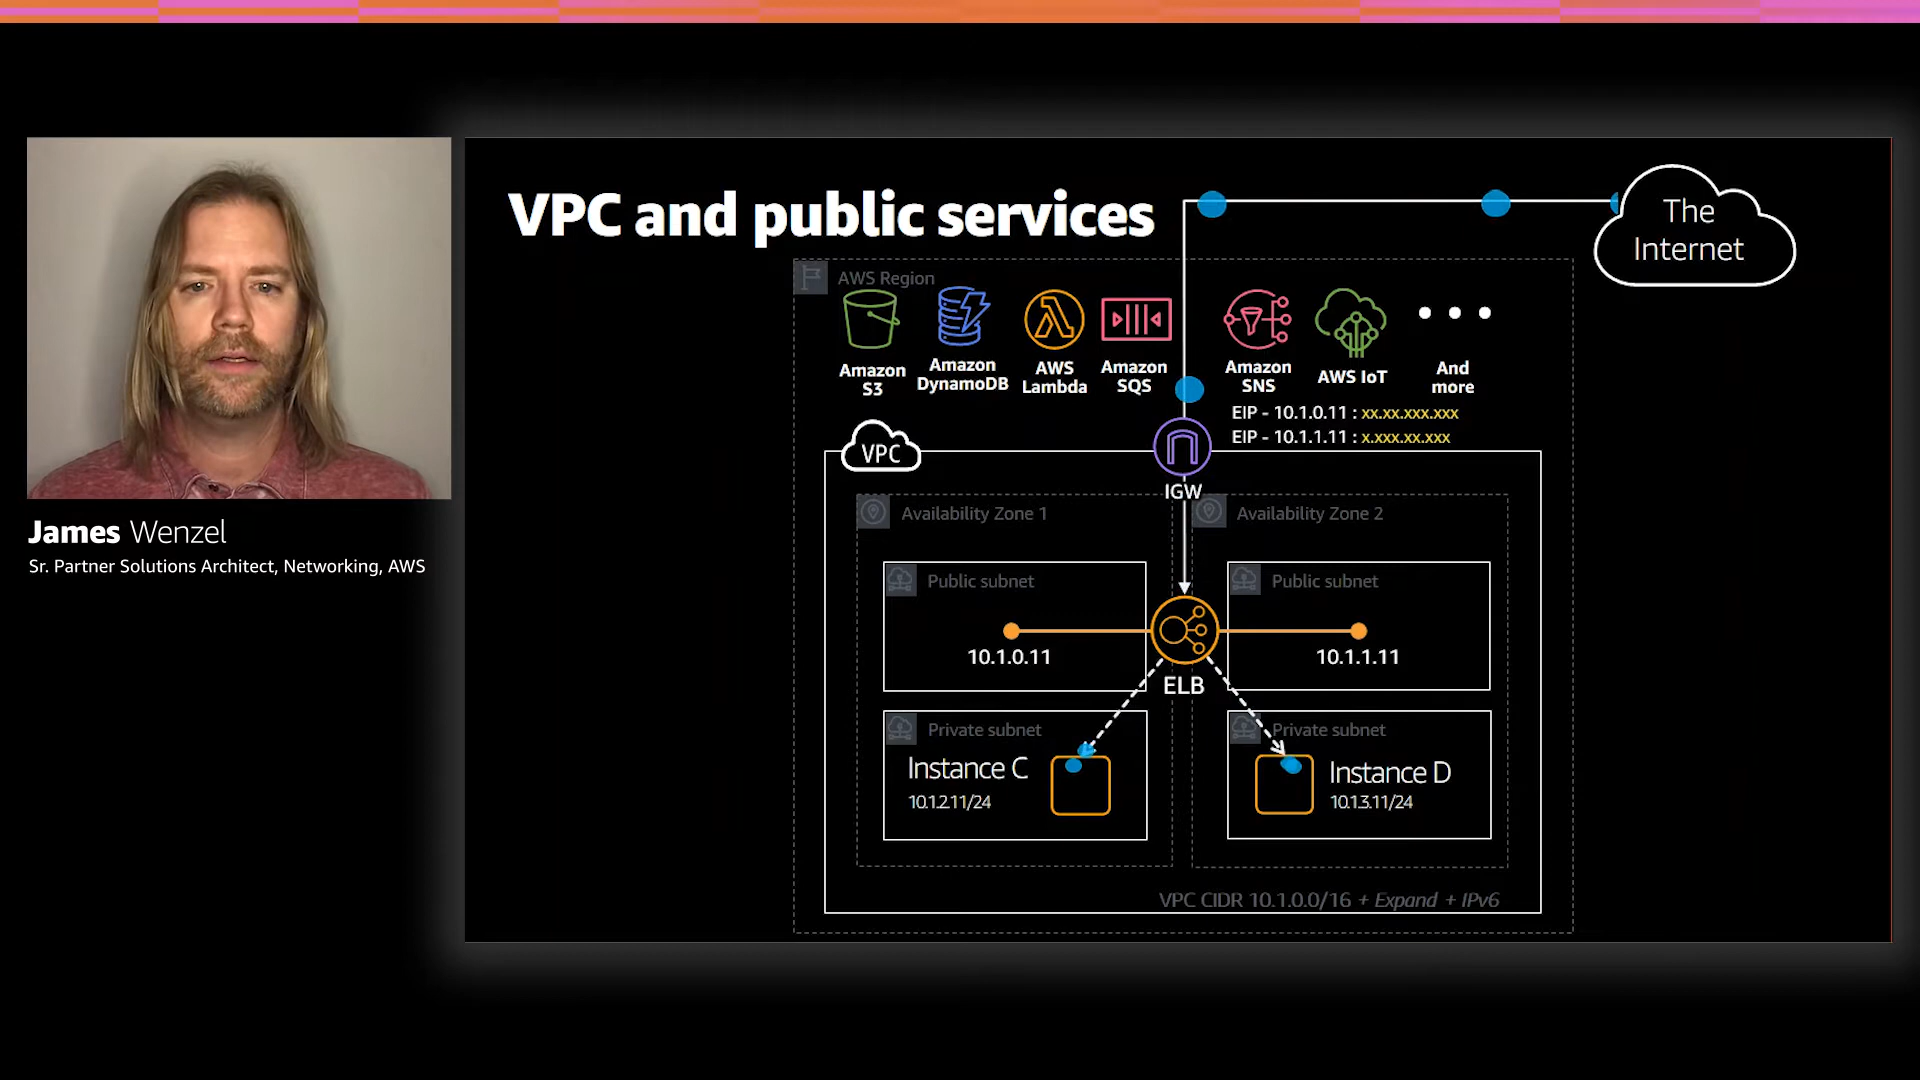 VPC and public services
The
Internet
AWS Region
Amazon
S3
Amazon
DynamoDB
AWS
Lambda
Amazon
SQS
Amazon
SNS
AWS IoT
And
more
EIP - 10.1.0.11 : xx.xx.xxx.xxx
EIP - 10.1.1.11 : x.xxx.xx.xxx
VPC
IGW
Availability Zone 1
Availability Zone 2
Public subnet
Public subnet
10.1.0.11
10.1.1.11
ELB
Private subnet
Instance C
10.1.2.11/24
Private subnet
Instance D
10.1.3.11/24
VPC CIDR 10.1.0.0/16 + Expand + IPv6
James Wenzel
Sr. Partner Solutions Architect, Networking, AWS